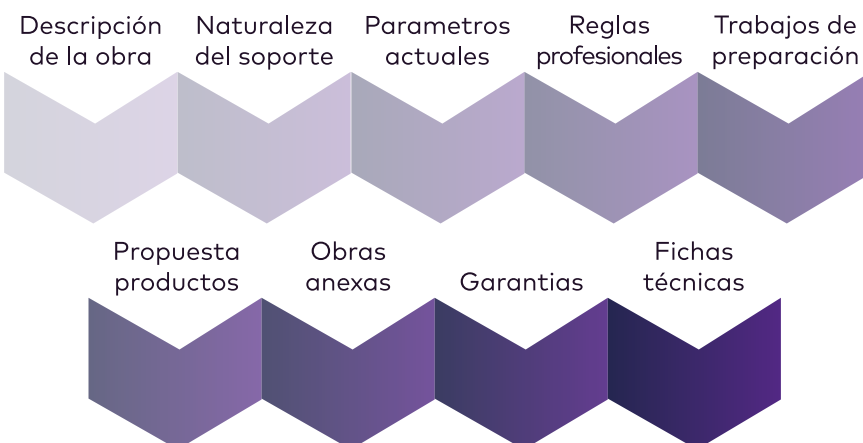 Descripción
de la obra
Naturaleza
del soporte
Parametros
actuales
Reglas
profesionales
Trabajos de
preparación
Propuesta
productos
Obras
anexas
Garantias
Fichas
técnicas